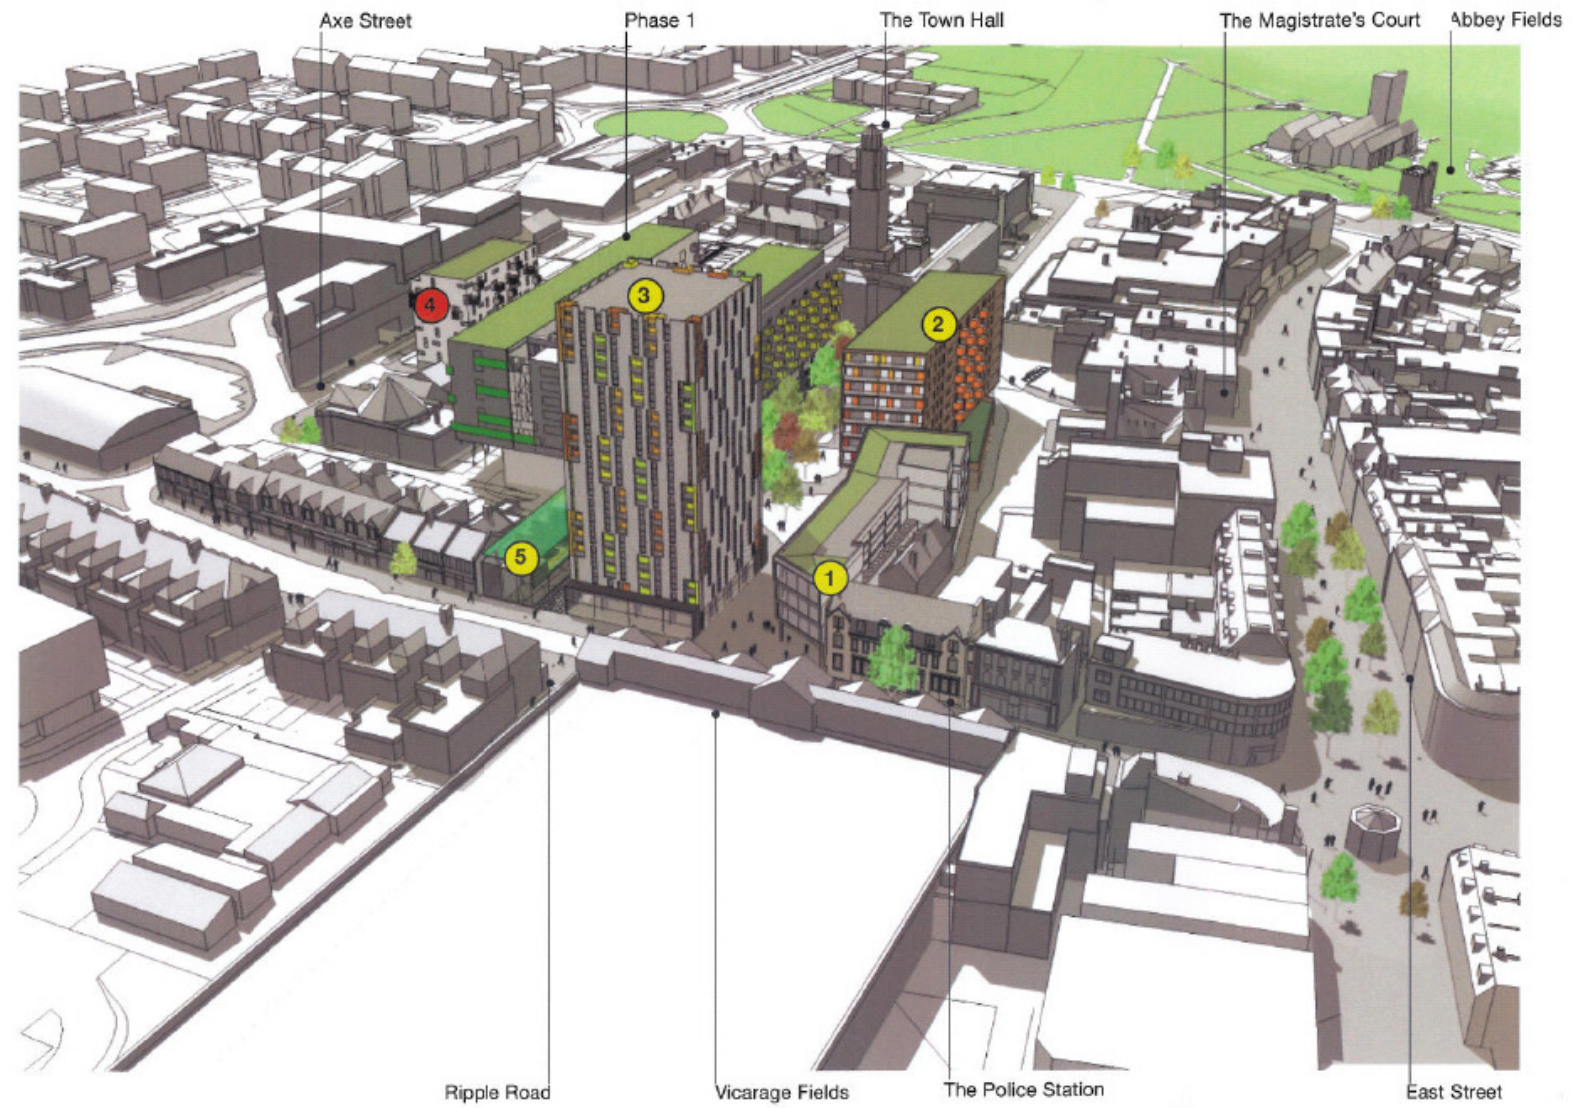 Axe Street
Phase 1
The Town Hall
The Magistrate's Court
Abbey Fields
4
3
2
5
1
Ripple Road
Vicarage Fields
The Police Station
East Street